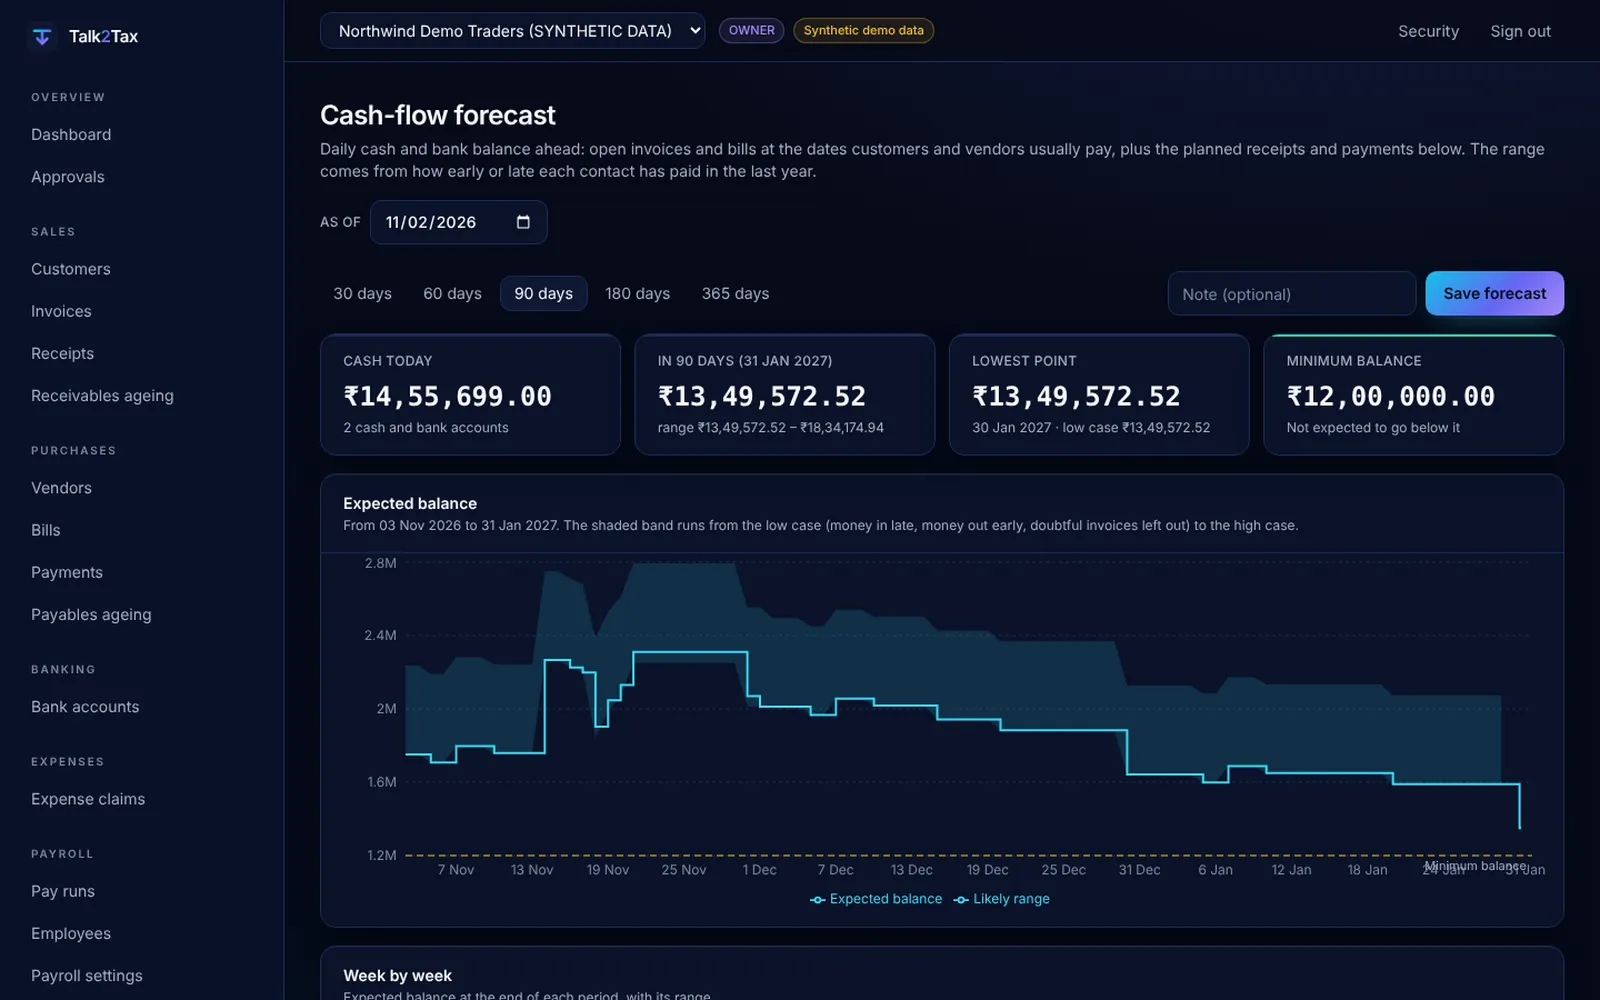 Talk2Tax
OVERVIEW
Dashboard
Approvals
SALES
Customers
Invoices
Receipts
Receivables ageing
PURCHASES
Vendors
Bills
Payments
Payables ageing
BANKING
Bank accounts
EXPENSES
Expense claims
PAYROLL
Pay runs
Employees
Payroll settings
Northwind Demo Traders (SYNTHETIC DATA)
OWNER
Synthetic demo data
Security
Sign out
Cash-flow forecast
Daily cash and bank balance ahead: open invoices and bills at the dates customers and vendors usually pay, plus the planned receipts and payments below. The range
comes from how early or late each contact has paid in the last year.
AS OF
11/02/2026
30 days
60 days
90 days
180 days
365 days
Note (optional)
Save forecast
CASH TODAY
₹14,55,699.00
2 cash and bank accounts
IN 90 DAYS (31 JAN 2027)
₹13,49,572.52
range ₹13,49,572.52 – ₹18,34,174.94
LOWEST POINT
₹13,49,572.52
30 Jan 2027 · low case ₹13,49,572.52
MINIMUM BALANCE
₹12,00,000.00
Not expected to go below it
Expected balance
From 03 Nov 2026 to 31 Jan 2027. The shaded band runs from the low case (money in late, money out early, doubtful invoices left out) to the high case.
2.8M
2.4M
2M
1.6M
1.2M
Minimum balance
7 Nov
13 Nov
19 Nov
25 Nov
1 Dec
7 Dec
13 Dec
19 Dec
25 Dec
31 Dec
6 Jan
12 Jan
18 Jan
24 Jan
31 Jan
Expected balance
Likely range
Week by week
Expected balance at the end of each period, with its range.